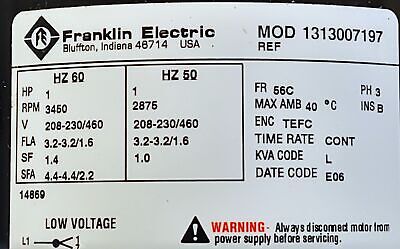 Franklin Electric
Bluffton, Indiana 46714 USA
MOD 1313007197
REF
HZ 60 HZ 50
HP 1 1
RPM 3450 2875
V 208-230/460 208-230/460
FLA 3.2-3.2/1.6 3.2-3.2/1.6
SF 1.4 1.0
SFA 4.4-4.4/2.2
14869
FR 56C PH 3
MAX AMB 40 °C INS B
ENC TEFC
TIME RATE CONT
KVA CODE L
DATE CODE E06
LOW VOLTAGE
L1
WARNING - Always disconnect motor from
power supply before servicing.